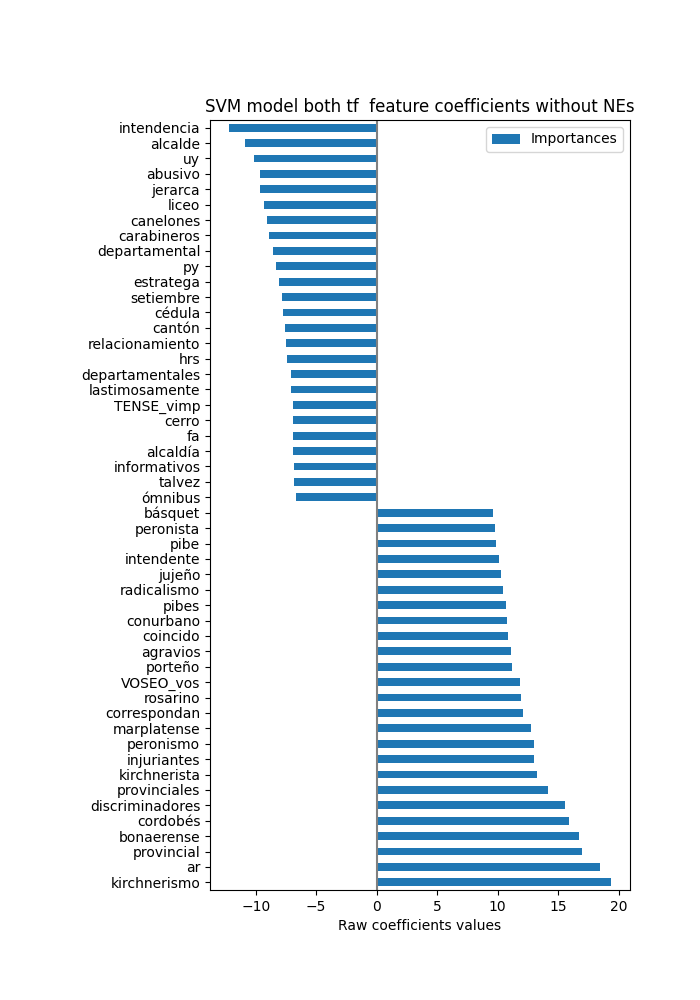 SVM model both tf  feature coefficients without NEs
Importances
intendencia
alcalde
uy
abusivo
jerarca
liceo
canelones
carabineros
departamental
py
estratega
setiembre
cédula
cantón
relacionamiento
hrs
departamentales
lastimosamente
TENSE_vimp
cerro
fa
alcaldía
informativos
talvez
ómnibus
básquet
peronista
pibe
intendente
jujeño
radicalismo
pibes
conurbano
coincido
agravios
porteño
VOSEO_vos
rosarino
correspondan
marplatense
peronismo
injuriantes
kirchnerista
provinciales
discriminadores
cordobés
bonaerense
provincial
ar
kirchnerismo
−10 −5 0 5 10 15 20
Raw coefficients values